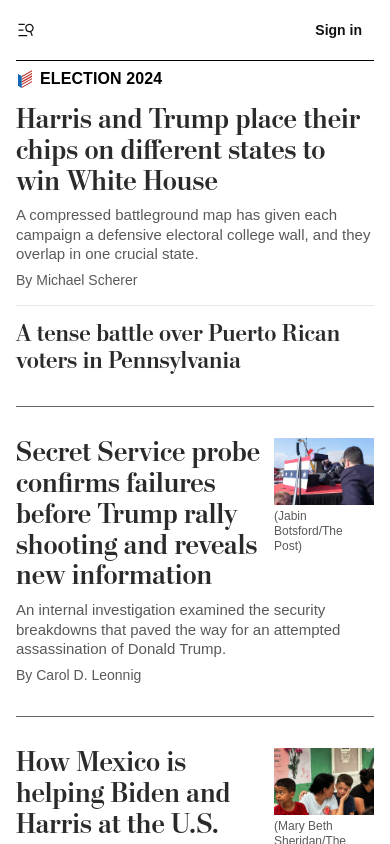 Sign in
ELECTION 2024
Harris and Trump place their
chips on different states to
win White House
A compressed battleground map has given each
campaign a defensive electoral college wall, and they
overlap in one crucial state.
By Michael Scherer
A tense battle over Puerto Rican
voters in Pennsylvania
Secret Service probe
confirms failures
before Trump rally
shooting and reveals
new information
(Jabin
Botsford/The
Post)
An internal investigation examined the security
breakdowns that paved the way for an attempted
assassination of Donald Trump.
By Carol D. Leonnig
How Mexico is
helping Biden and
Harris at the U.S.
(Mary Beth
Sheridan/The